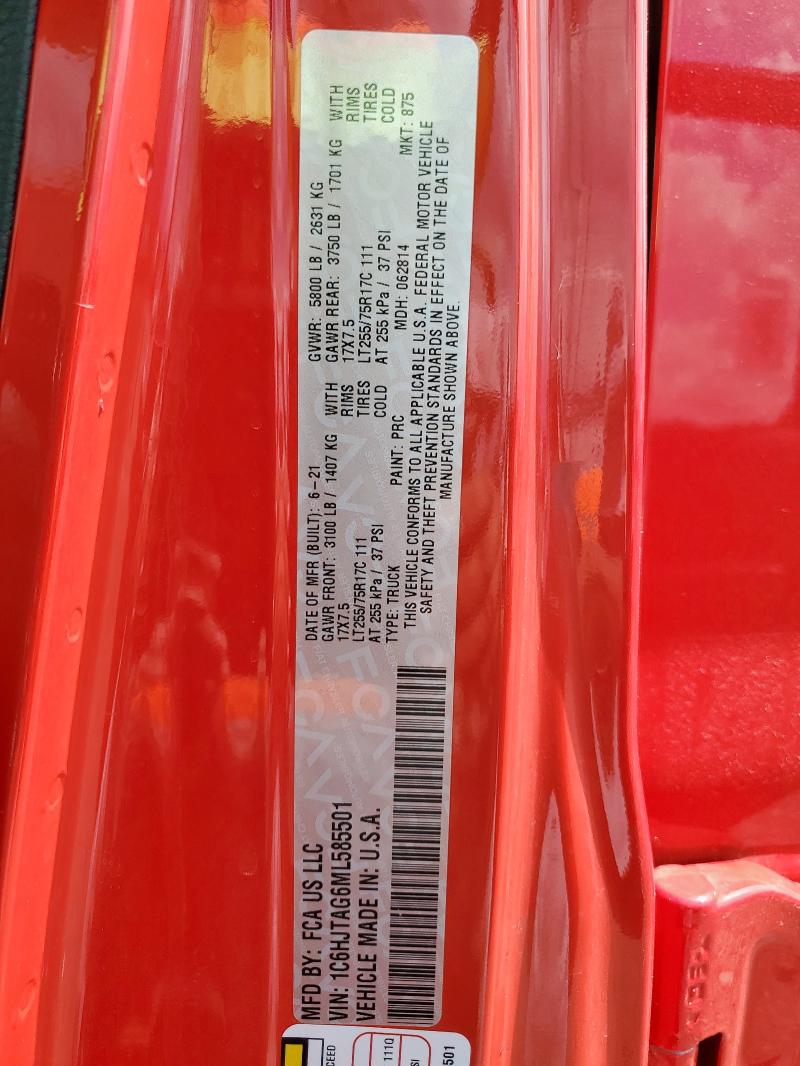 MFD BY: FCA US LLC
VIN: 1C6HJTAG6ML585501
VEHICLE MADE IN: U.S.A.
DATE OF MFR (BUILT): 6-21 GVWR: 5800 LB / 2631 KG
GAWR FRONT: 3100 LB / 1407 KG WITH GAWR REAR: 3750 LB / 1701 KG WITH
17X7.5 RIMS 17X7.5 RIMS
LT255/75R17C 111 TIRES LT255/75R17C 111 TIRES
AT 255 kPa / 37 PSI COLD AT 255 kPa / 37 PSI COLD
TYPE: TRUCK PAINT: PRC MDH: 062814 MKT: 875
THIS VEHICLE CONFORMS TO ALL APPLICABLE U.S.A. FEDERAL MOTOR VEHICLE
SAFETY AND THEFT PREVENTION STANDARDS IN EFFECT ON THE DATE OF
MANUFACTURE SHOWN ABOVE.
CEED
111Q
SI
501